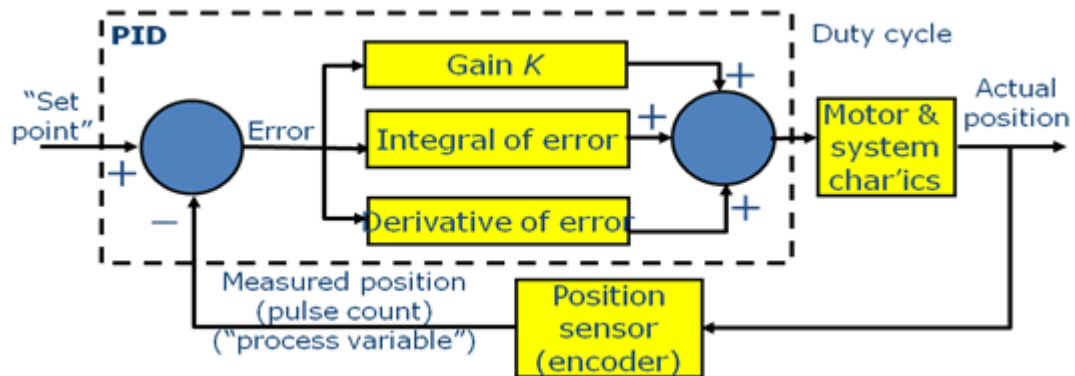 PID
Duty cycle
“Set
point”
+
−
Error
Gain K
Integral of error
Derivative of error
+
+
+
Motor &
system
char’ics
Actual
position
Measured position
(pulse count)
(“process variable”)
Position
sensor
(encoder)